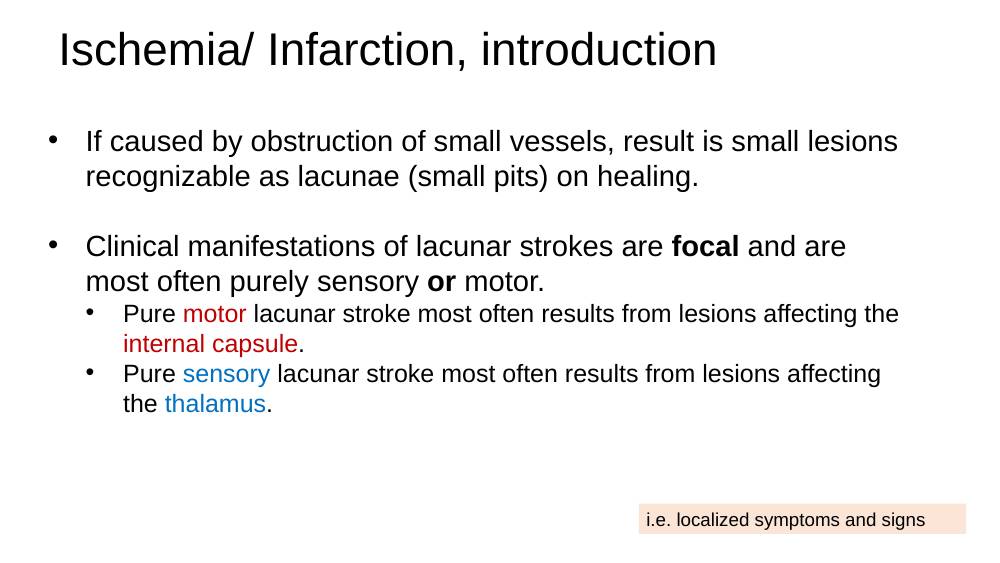 Ischemia/ Infarction, introduction
• If caused by obstruction of small vessels, result is small lesions
recognizable as lacunae (small pits) on healing.
• Clinical manifestations of lacunar strokes are focal and are
most often purely sensory or motor.
• Pure motor lacunar stroke most often results from lesions affecting the
internal capsule.
• Pure sensory lacunar stroke most often results from lesions affecting
the thalamus.
i.e. localized symptoms and signs